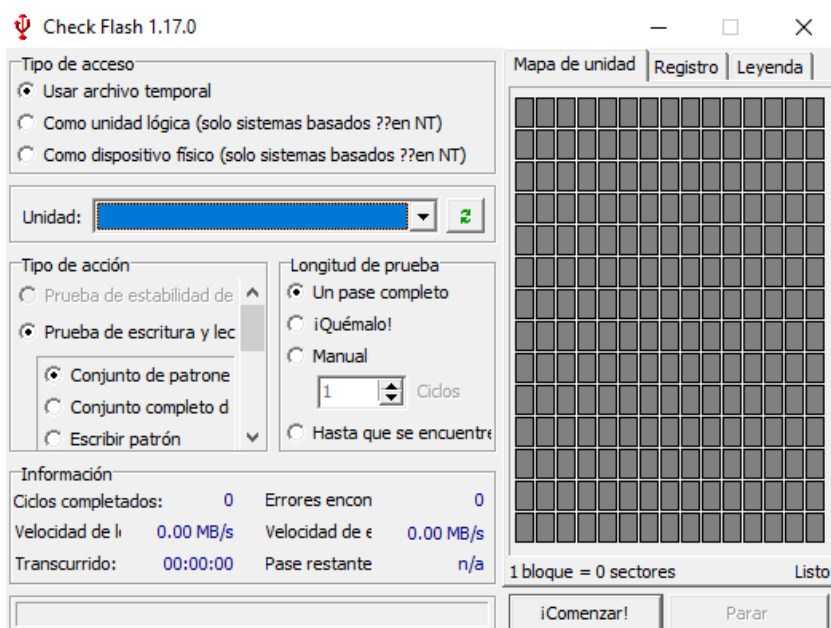 Check Flash 1.17.0
Tipo de acceso
Usar archivo temporal
Como unidad lógica (solo sistemas basados ??en NT)
Como dispositivo físico (solo sistemas basados ??en NT)
Unidad:
Tipo de acción
Prueba de estabilidad de
Prueba de escritura y lec
Conjunto de patrone
Conjunto completo d
Escribir patrón
Longitud de prueba
Un pase completo
¡Quémalo!
Manual
1 Ciclos
Hasta que se encuentre
Información
Ciclos completados: 0 Errores encon 0
Velocidad de l 0.00 MB/s Velocidad de e 0.00 MB/s
Transcurrido: 00:00:00 Pase restante n/a
Mapa de unidad Registro Leyenda
1 bloque = 0 sectores Listo
¡Comenzar! Parar